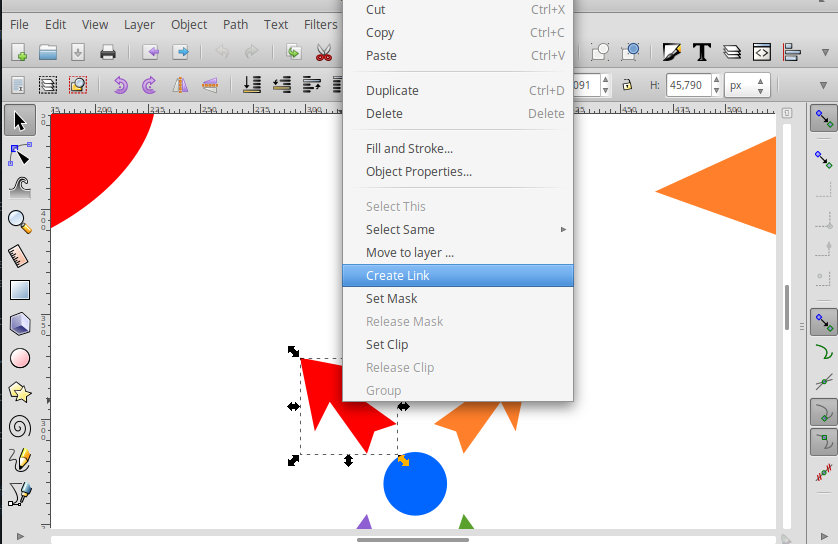 Cut Ctrl+X
File Edit View Layer Object Path Text Filters
Copy Ctrl+C
Paste Ctrl+V
091 H: 45,790 px
Duplicate Ctrl+D
Delete Delete
Fill and Stroke...
Object Properties...
Select This
Select Same
Move to layer ...
Create Link
Set Mask
Release Mask
Set Clip
Release Clip
Group